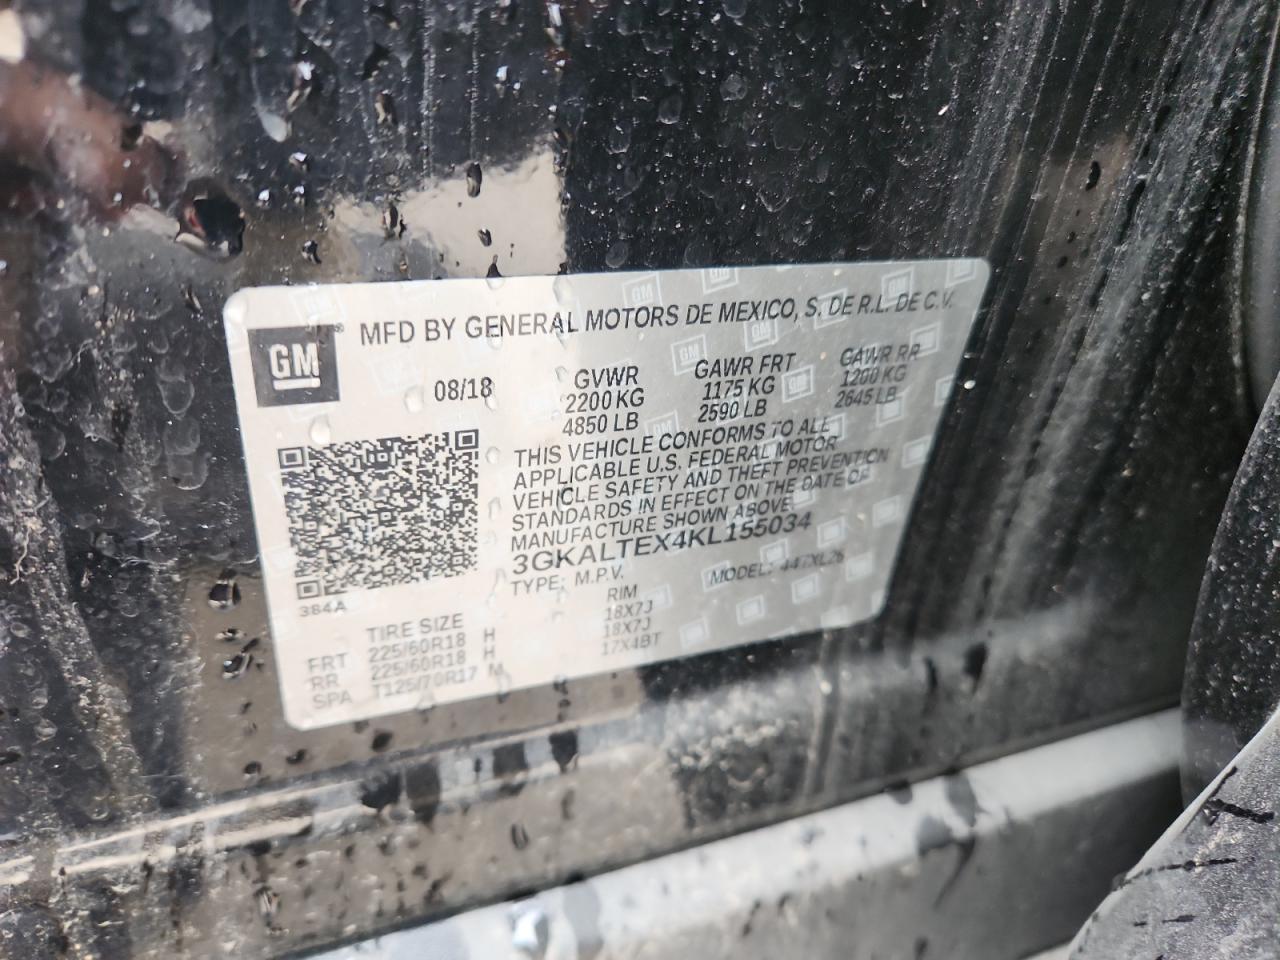 GM
MFD BY GENERAL MOTORS DE MEXICO, S. DE R.L. DE C.V.
08/18 GVWR GAWR FRT GAWR RR
2200 KG 1175 KG 1200 KG
4850 LB 2590 LB 2645 LB
THIS VEHICLE CONFORMS TO ALL
APPLICABLE U.S. FEDERAL MOTOR
VEHICLE SAFETY AND THEFT PREVENTION
STANDARDS IN EFFECT ON THE DATE OF
MANUFACTURE SHOWN ABOVE
3GKALTEX4KL155034
TYPE: M.P.V. MODEL: 447XL26
384A
TIRE SIZE RIM
FRT 225/60R18 H 18X7J
RR 225/60R18 H 18X7J
SPA T125/70R17 M 17X4BT